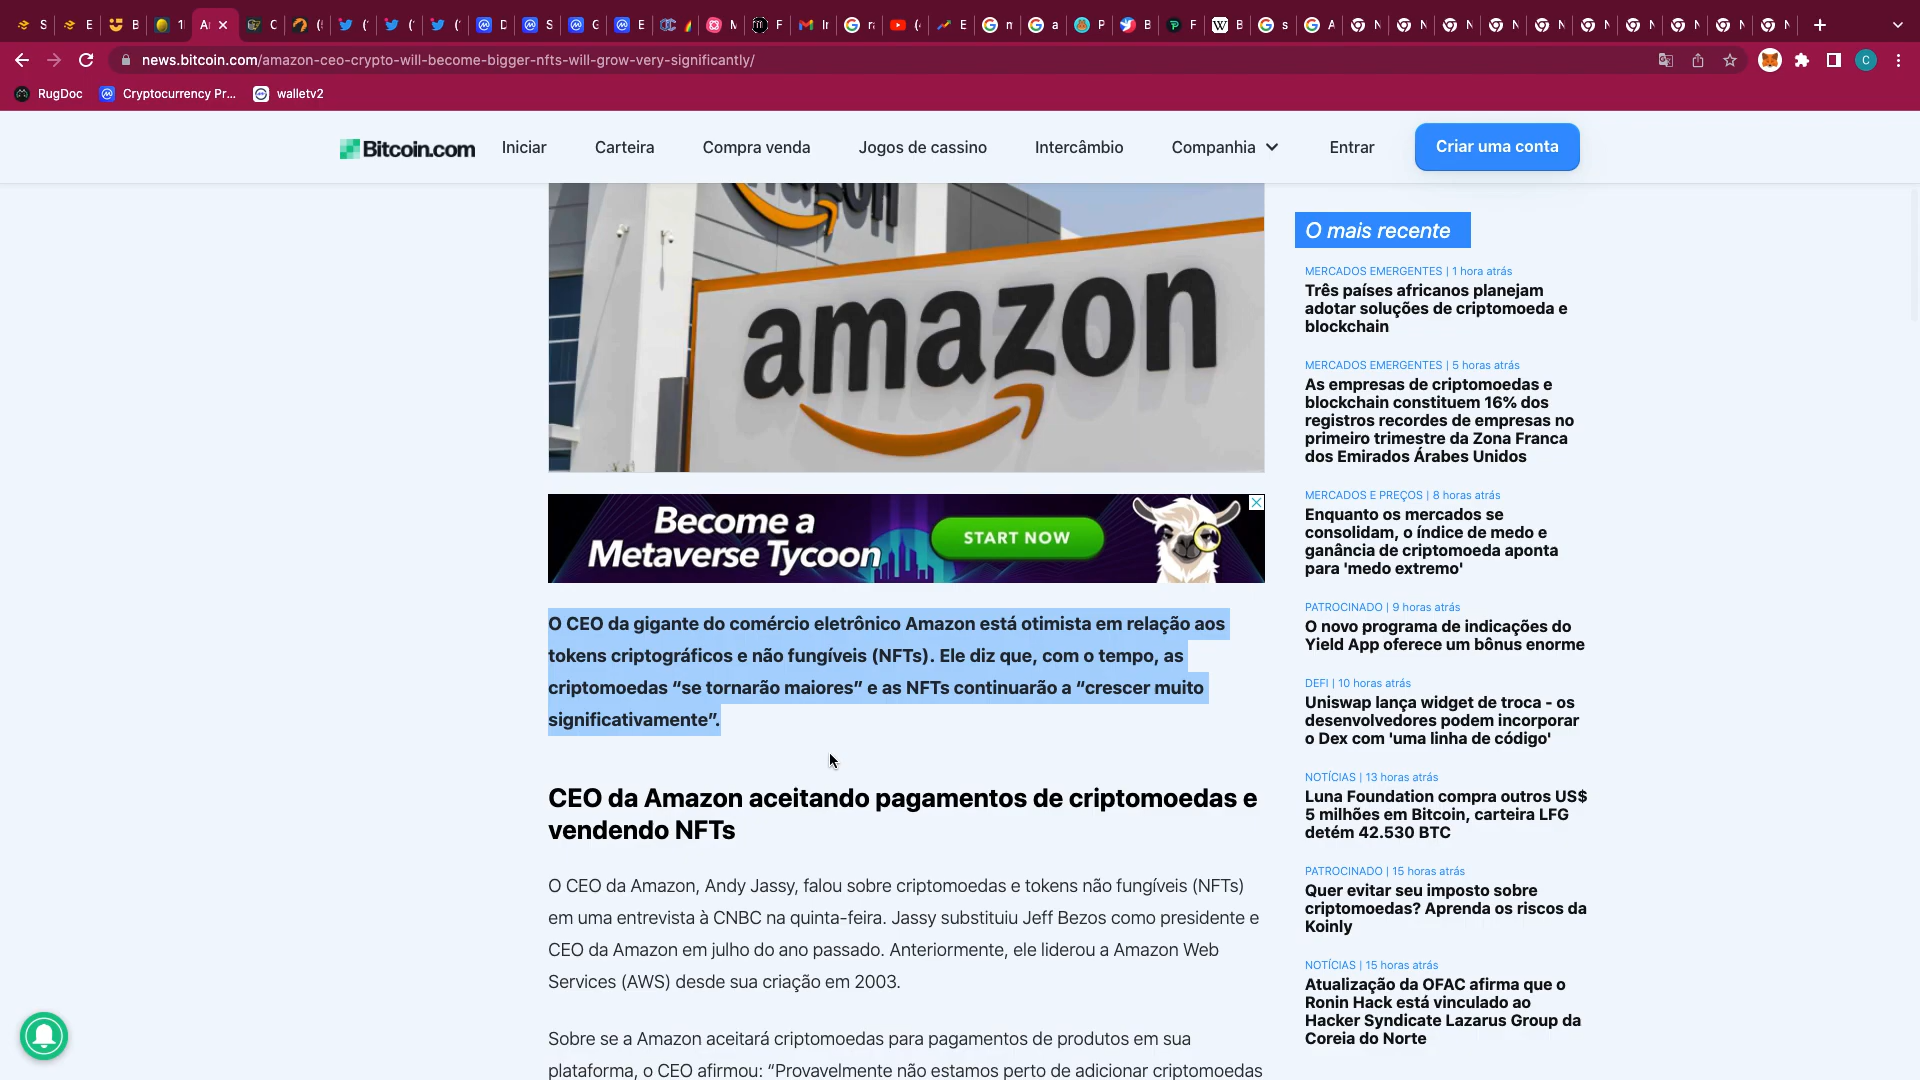 S
E
B
1
A
C
(
(
(
(
D
S
G
E
M
F
In
ra
(
E
m
a
P
B
F
B
s
A
N
N
N
N
N
N
N
N
N
N
news.bitcoin.com/amazon-ceo-crypto-will-become-bigger-nfts-will-grow-very-significantly/
C
RugDoc
Cryptocurrency Pr...
walletv2
Bitcoin.com
Iniciar
Carteira
Compra venda
Jogos de cassino
Intercâmbio
Companhia
Entrar
Criar uma conta
amazon
Become a
Metaverse Tycoon
START NOW
O CEO da gigante do comércio eletrônico Amazon está otimista em relação aos
tokens criptográficos e não fungíveis (NFTs). Ele diz que, com o tempo, as
criptomoedas “se tornarão maiores” e as NFTs continuarão a “crescer muito
significativamente”.
CEO da Amazon aceitando pagamentos de criptomoedas e
vendendo NFTs
O CEO da Amazon, Andy Jassy, falou sobre criptomoedas e tokens não fungíveis (NFTs)
em uma entrevista à CNBC na quinta-feira. Jassy substituiu Jeff Bezos como presidente e
CEO da Amazon em julho do ano passado. Anteriormente, ele liderou a Amazon Web
Services (AWS) desde sua criação em 2003.
Sobre se a Amazon aceitará criptomoedas para pagamentos de produtos em sua
plataforma, o CEO afirmou: “Provavelmente não estamos perto de adicionar criptomoedas
O mais recente
MERCADOS EMERGENTES | 1 hora atrás
Três países africanos planejam
adotar soluções de criptomoeda e
blockchain
MERCADOS EMERGENTES | 5 horas atrás
As empresas de criptomoedas e
blockchain constituem 16% dos
registros recordes de empresas no
primeiro trimestre da Zona Franca
dos Emirados Árabes Unidos
MERCADOS E PREÇOS | 8 horas atrás
Enquanto os mercados se
consolidam, o índice de medo e
ganância de criptomoeda aponta
para 'medo extremo'
PATROCINADO | 9 horas atrás
O novo programa de indicações do
Yield App oferece um bônus enorme
DEFI | 10 horas atrás
Uniswap lança widget de troca - os
desenvolvedores podem incorporar
o Dex com 'uma linha de código'
NOTÍCIAS | 13 horas atrás
Luna Foundation compra outros US$
5 milhões em Bitcoin, carteira LFG
detém 42.530 BTC
PATROCINADO | 15 horas atrás
Quer evitar seu imposto sobre
criptomoedas? Aprenda os riscos da
Koinly
NOTÍCIAS | 15 horas atrás
Atualização da OFAC afirma que o
Ronin Hack está vinculado ao
Hacker Syndicate Lazarus Group da
Coreia do Norte